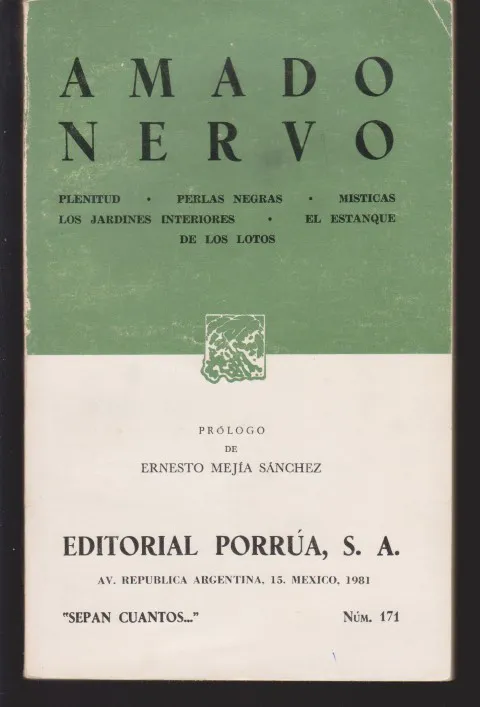 AMADO
NERVO
PLENITUD • PERLAS NEGRAS • MISTICAS
LOS JARDINES INTERIORES • EL ESTANQUE
DE LOS LOTOS
PRÓLOGO
DE
ERNESTO MEJÍA SÁNCHEZ
EDITORIAL PORRÚA, S. A.
AV. REPUBLICA ARGENTINA, 15. MEXICO, 1981
"SEPAN CUANTOS..." NÚM. 171